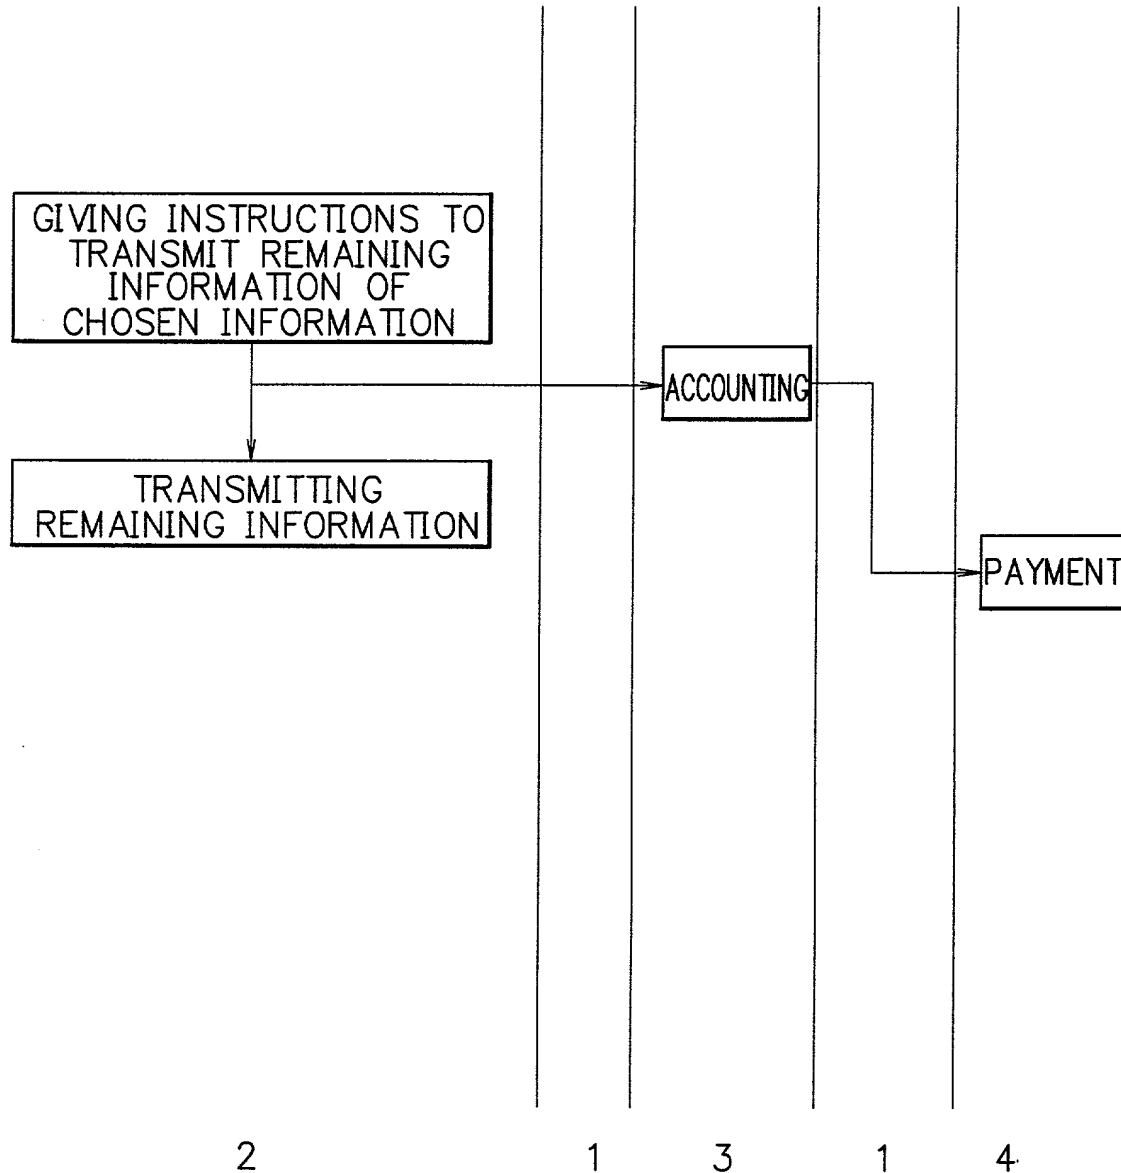 GIVING INSTRUCTIONS TO
TRANSMIT REMAINING
INFORMATION OF
CHOSEN INFORMATION
ACCOUNTING
TRANSMITTING
REMAINING INFORMATION
PAYMENT
2 1 3 1 4